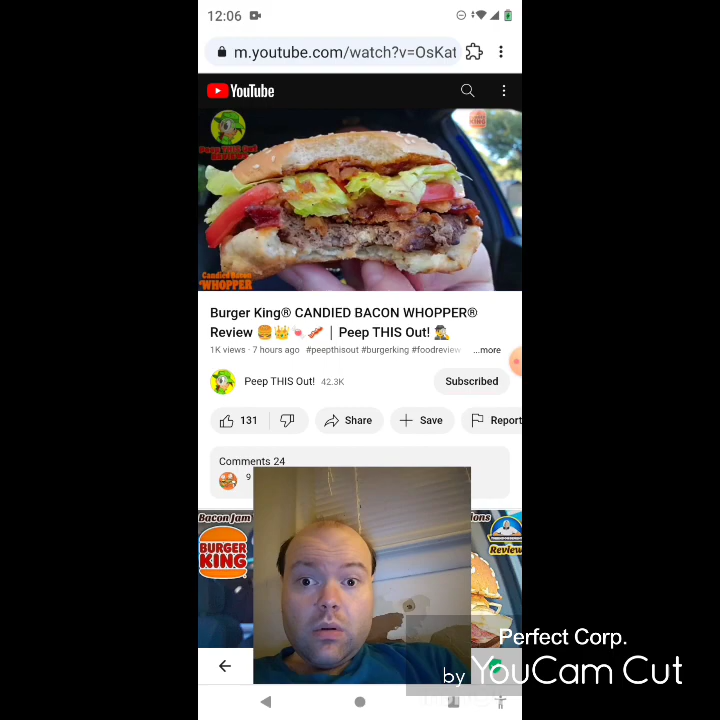 12:06
m.youtube.com/watch?v=OsKat
YouTube
Peep THIS Out!
REVIEWS
Candied Bacon
WHOPPER
Burger King® CANDIED BACON WHOPPER®
Review 🍔👑🍬🥓 | Peep THIS Out! 🕵️
1K views · 7 hours ago #peepthisout #burgerking #foodreview ...more
Peep THIS Out! 42.3K
Subscribed
131
Share
Save
Report
Comments 24
9
Bacon Jam
ions
BURGER
KING
Review
Perfect Corp.
by YouCam Cut